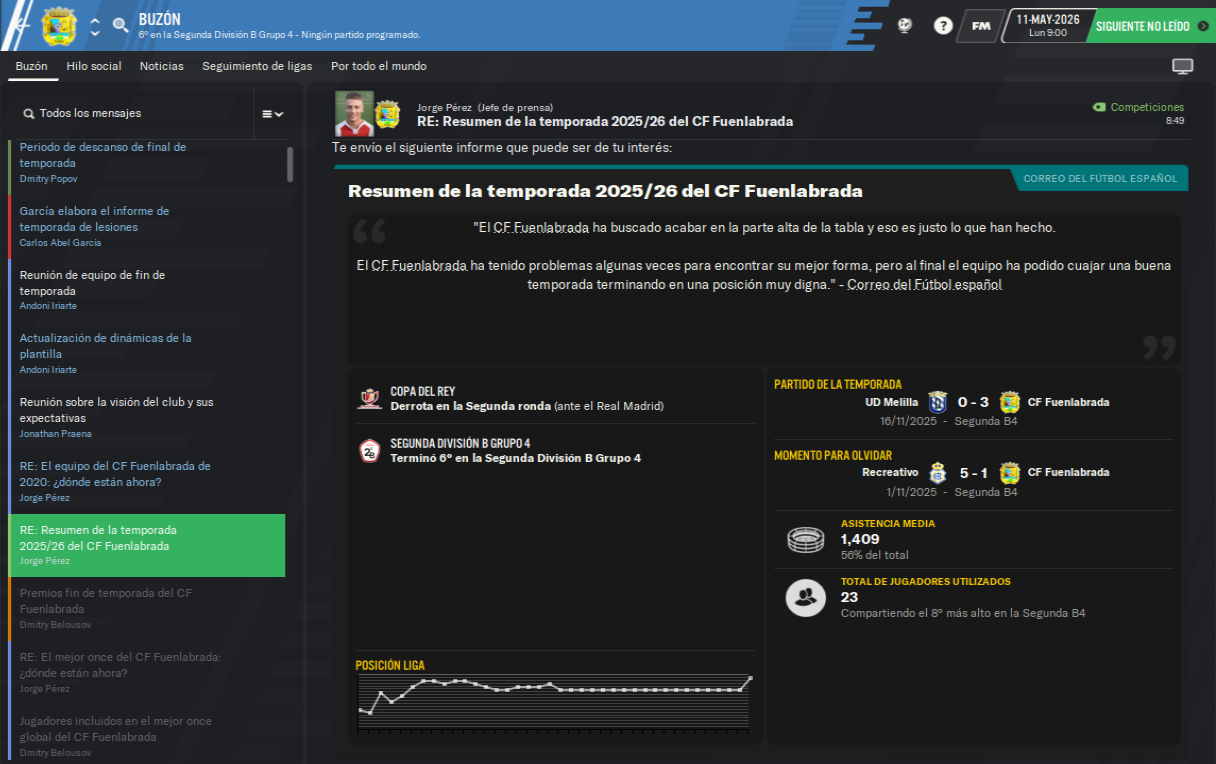 BUZÓN
6º en la Segunda División B Grupo 4 - Ningún partido programado.
?
FM
11-MAY-2026
Lun 9:00
SIGUIENTE NO LEÍDO
Buzón
Hilo social
Noticias
Seguimiento de ligas
Por todo el mundo
Todos los mensajes
Periodo de descanso de final de
temporada
Dmitry Popov
García elabora el informe de
temporada de lesiones
Carlos Abel García
Reunión de equipo de fin de
temporada
Andoni Iriarte
Actualización de dinámicas de la
plantilla
Andoni Iriarte
Reunión sobre la visión del club y sus
expectativas
Jonathan Praena
RE: El equipo del CF Fuenlabrada de
2020: ¿dónde están ahora?
Jorge Pérez
RE: Resumen de la temporada
2025/26 del CF Fuenlabrada
Jorge Pérez
Premios fin de temporada del CF
Fuenlabrada
Dmitry Belousov
RE: El mejor once del CF Fuenlabrada:
¿dónde están ahora?
Jorge Pérez
Jugadores incluidos en el mejor once
global del CF Fuenlabrada
Dmitry Belousov
Jorge Pérez (Jefe de prensa)
RE: Resumen de la temporada 2025/26 del CF Fuenlabrada
Competiciones
8:49
Te envío el siguiente informe que puede ser de tu interés:
CORREO DEL FÚTBOL ESPAÑOL
Resumen de la temporada 2025/26 del CF Fuenlabrada
"El CF Fuenlabrada ha buscado acabar en la parte alta de la tabla y eso es justo lo que han hecho.
El CF Fuenlabrada ha tenido problemas algunas veces para encontrar su mejor forma, pero al final el equipo ha podido cuajar una buena
temporada terminando en una posición muy digna." - Correo del Fútbol español
COPA DEL REY
Derrota en la Segunda ronda (ante el Real Madrid)
SEGUNDA DIVISIÓN B GRUPO 4
Terminó 6º en la Segunda División B Grupo 4
POSICIÓN LIGA
PARTIDO DE LA TEMPORADA
UD Melilla 0 - 3 CF Fuenlabrada
16/11/2025 - Segunda B4
MOMENTO PARA OLVIDAR
Recreativo 5 - 1 CF Fuenlabrada
1/11/2025 - Segunda B4
ASISTENCIA MEDIA
1,409
56% del total
TOTAL DE JUGADORES UTILIZADOS
23
Compartiendo el 8º más alto en la Segunda B4